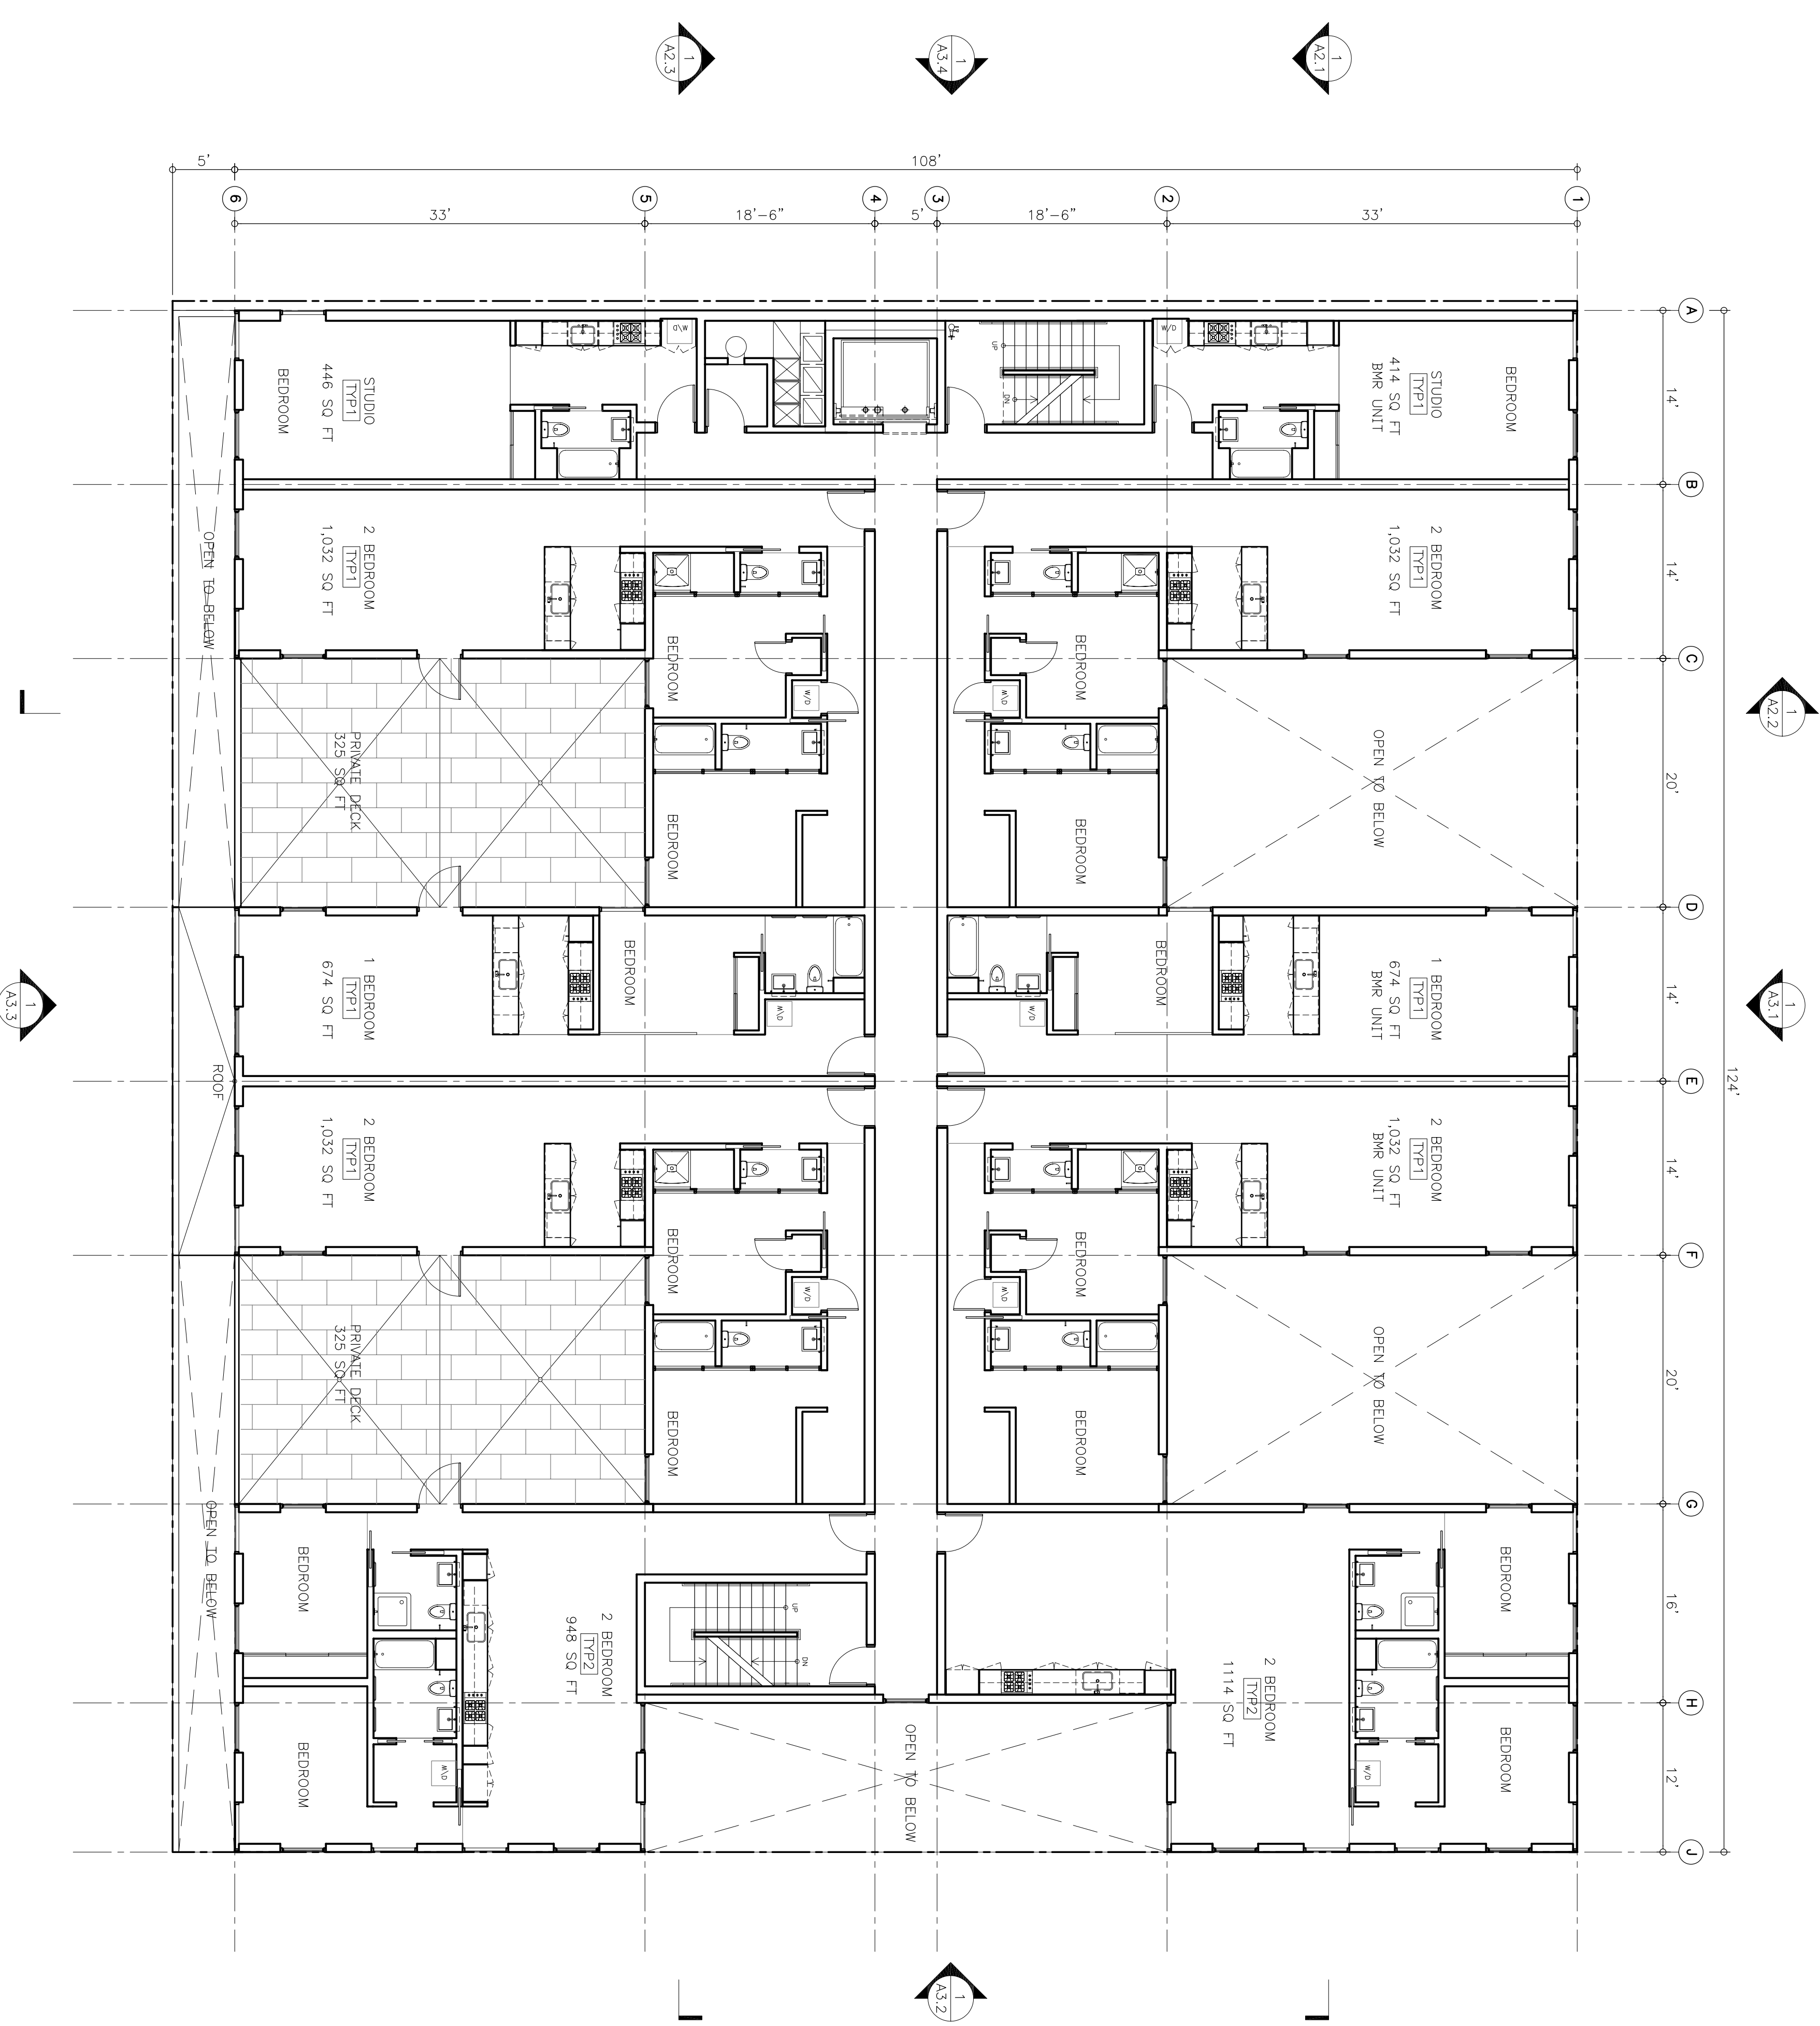 1
A2.3
1
A3.4
1
A2.1
5'
108'
6
33'
5
18'-6"
4
5'
3
18'-6"
2
33'
1
A
14'
B
14'
C
20'
D
14'
E
14'
F
20'
G
16'
H
12'
J
124'
1
A2.2
1
A3.1
1
A3.3
1
A3.2
STUDIO
TYP1
446 SQ FT
BEDROOM
W/D
UP
DN
W/D
STUDIO
TYP1
414 SQ FT
BMR UNIT
BEDROOM
OPEN TO BELOW
2 BEDROOM
TYP1
1,032 SQ FT
BEDROOM
W/D
BEDROOM
PRIVATE DECK
325 SQ FT
2 BEDROOM
TYP1
1,032 SQ FT
BEDROOM
W/D
BEDROOM
OPEN TO BELOW
1 BEDROOM
TYP1
674 SQ FT
BEDROOM
W/D
1 BEDROOM
TYP1
674 SQ FT
BMR UNIT
BEDROOM
W/D
ROOF
2 BEDROOM
TYP1
1,032 SQ FT
BEDROOM
W/D
BEDROOM
PRIVATE DECK
325 SQ FT
2 BEDROOM
TYP1
1,032 SQ FT
BMR UNIT
BEDROOM
W/D
BEDROOM
OPEN TO BELOW
OPEN TO BELOW
BEDROOM
BEDROOM
W/D
2 BEDROOM
TYP2
948 SQ FT
UP
DN
OPEN TO BELOW
2 BEDROOM
TYP2
1114 SQ FT
W/D
BEDROOM
BEDROOM